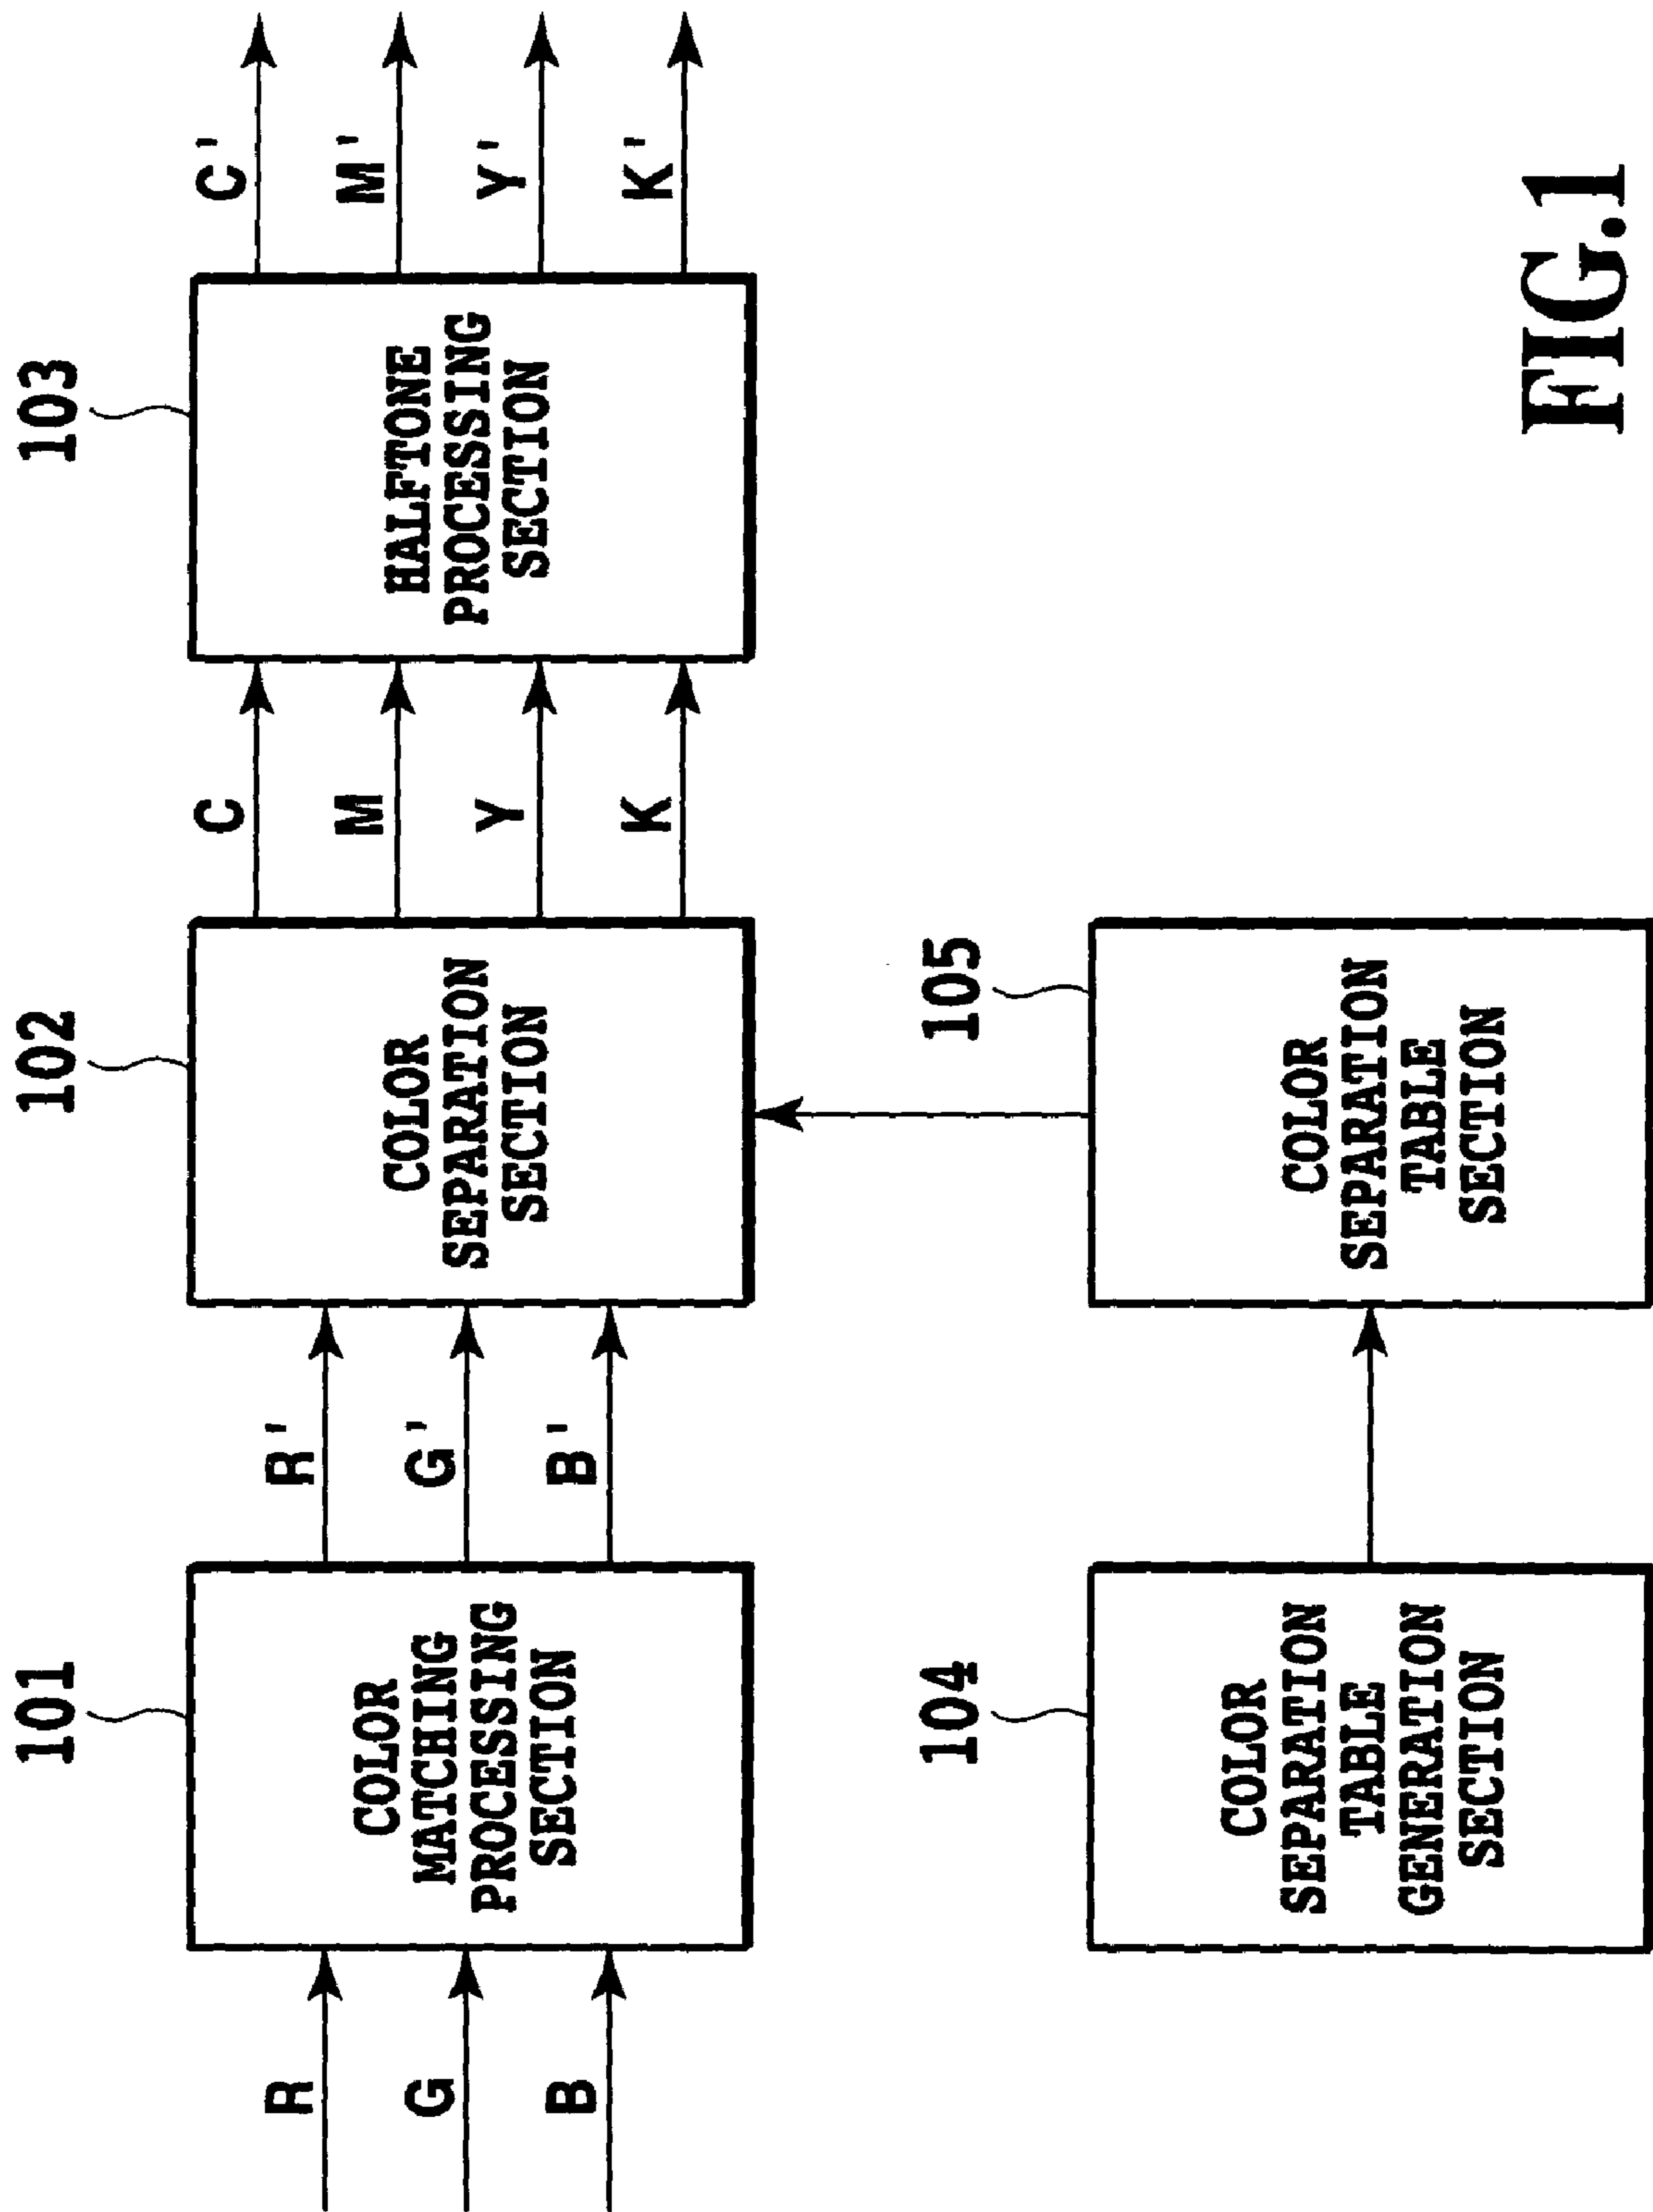 101
102
103
R
G
B
COLOR
MATCHING
PROCESSING
SECTION
R'
G'
B'
COLOR
SEPARATION
SECTION
C
M
Y
K
HALFTONE
PROCESSING
SECTION
C'
M'
Y'
K'
104
105
COLOR
SEPARATION
TABLE
GENERATION
SECTION
COLOR
SEPARATION
TABLE
SECTION
FIG.1